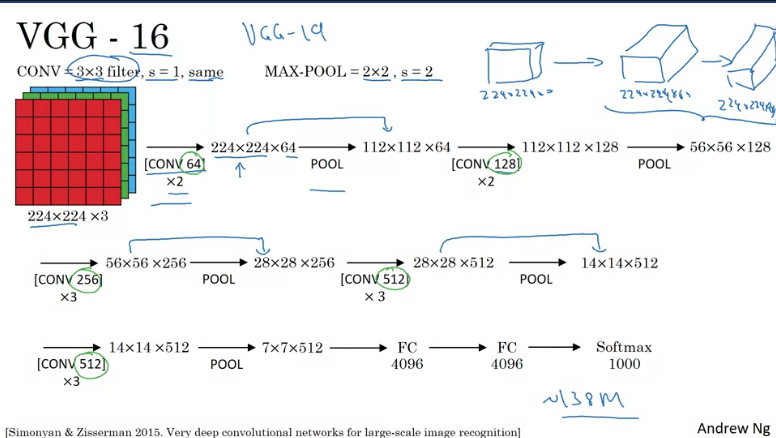 VGG - 16
VGG-19
CONV = 3×3 filter, s = 1, same
MAX-POOL = 2×2 , s = 2
224×224×64
224×224 ×3
[CONV 64]
×2
224×224×64
POOL
112×112 ×64
[CONV 128]
×2
112×112 ×128
POOL
56×56 ×128
[CONV 256]
×3
56×56 ×256
POOL
28×28 ×256
[CONV 512]
× 3
28×28 ×512
POOL
14×14×512
[CONV 512]
×3
14×14 ×512
POOL
7×7×512
FC
4096
FC
4096
Softmax
1000
~138M
[Simonyan & Zisserman 2015. Very deep convolutional networks for large-scale image recognition]
Andrew Ng